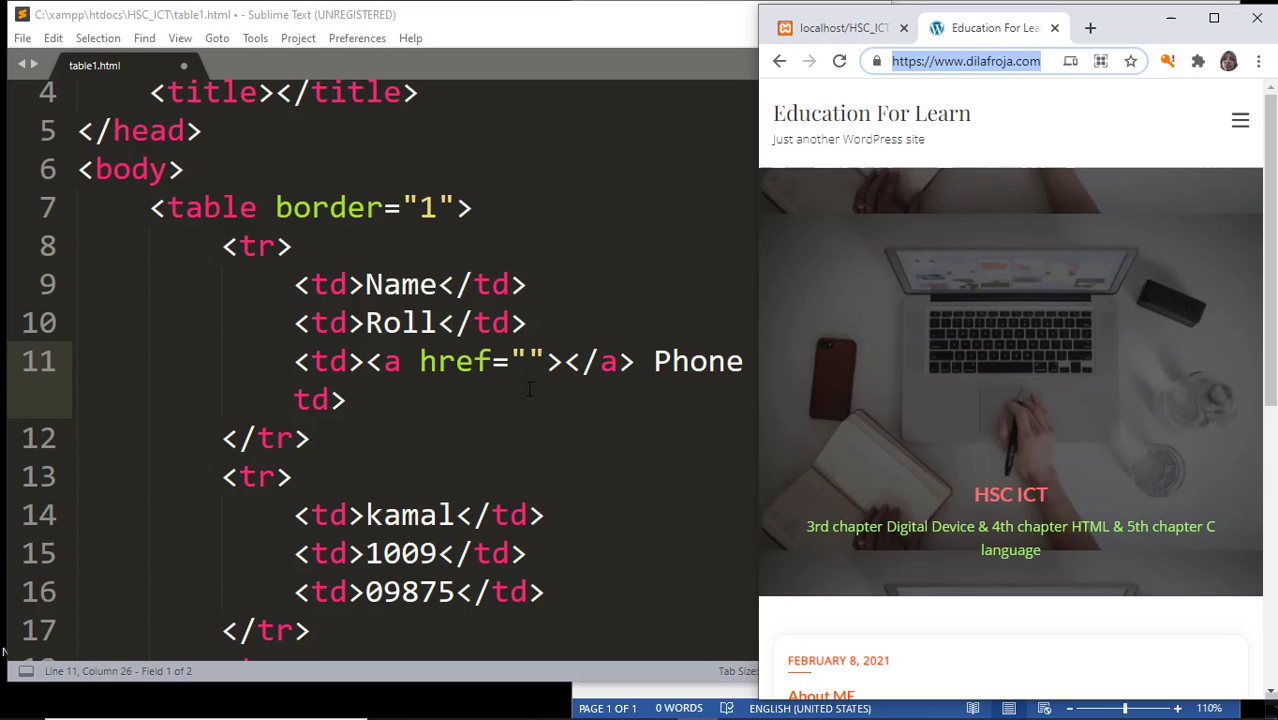 C:\xampp\htdocs\HSC_ICT\table1.html • - Sublime Text (UNREGISTERED)
File Edit Selection Find View Goto Tools Project Preferences Help
table1.html
4 <title></title>
5 </head>
6 <body>
7 <table border="1">
8 <tr>
9 <td>Name</td>
10 <td>Roll</td>
11 <td><a href=""></a> Phone
td>
12 </tr>
13 <tr>
14 <td>kamal</td>
15 <td>1009</td>
16 <td>09875</td>
17 </tr>
Line 11, Column 26 - Field 1 of 2
Tab Size:
localhost/HSC_ICT
Education For Lea
https://www.dilafroja.com
Education For Learn
Just another WordPress site
HSC ICT
3rd chapter Digital Device & 4th chapter HTML & 5th chapter C
language
FEBRUARY 8, 2021
About ME
PAGE 1 OF 1 0 WORDS ENGLISH (UNITED STATES) 110%